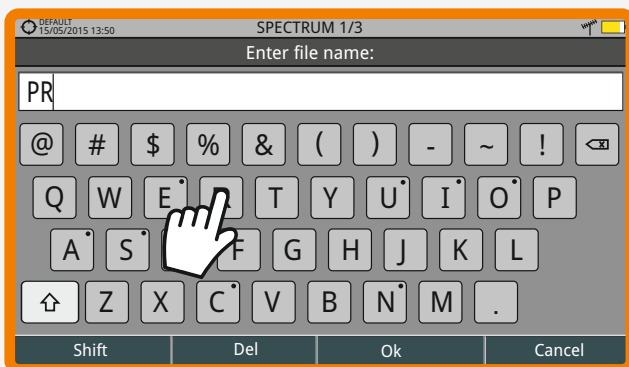 DEFAULT
15/05/2015 13:50 SPECTRUM 1/3
Enter file name:
PR
@ # $ % & ( ) - ~ !
Q W E T Y U I O P
A S F G H J K L
Z X C V B N M .
Shift Del Ok Cancel